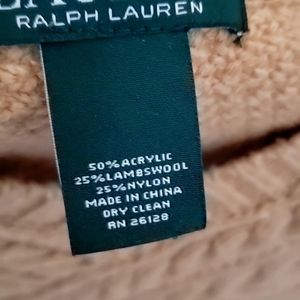 RALPH LAUREN
50%ACRYLIC
25%LAMBSWOOL
25%NYLON
MADE IN CHINA
DRY CLEAN
RN 26128